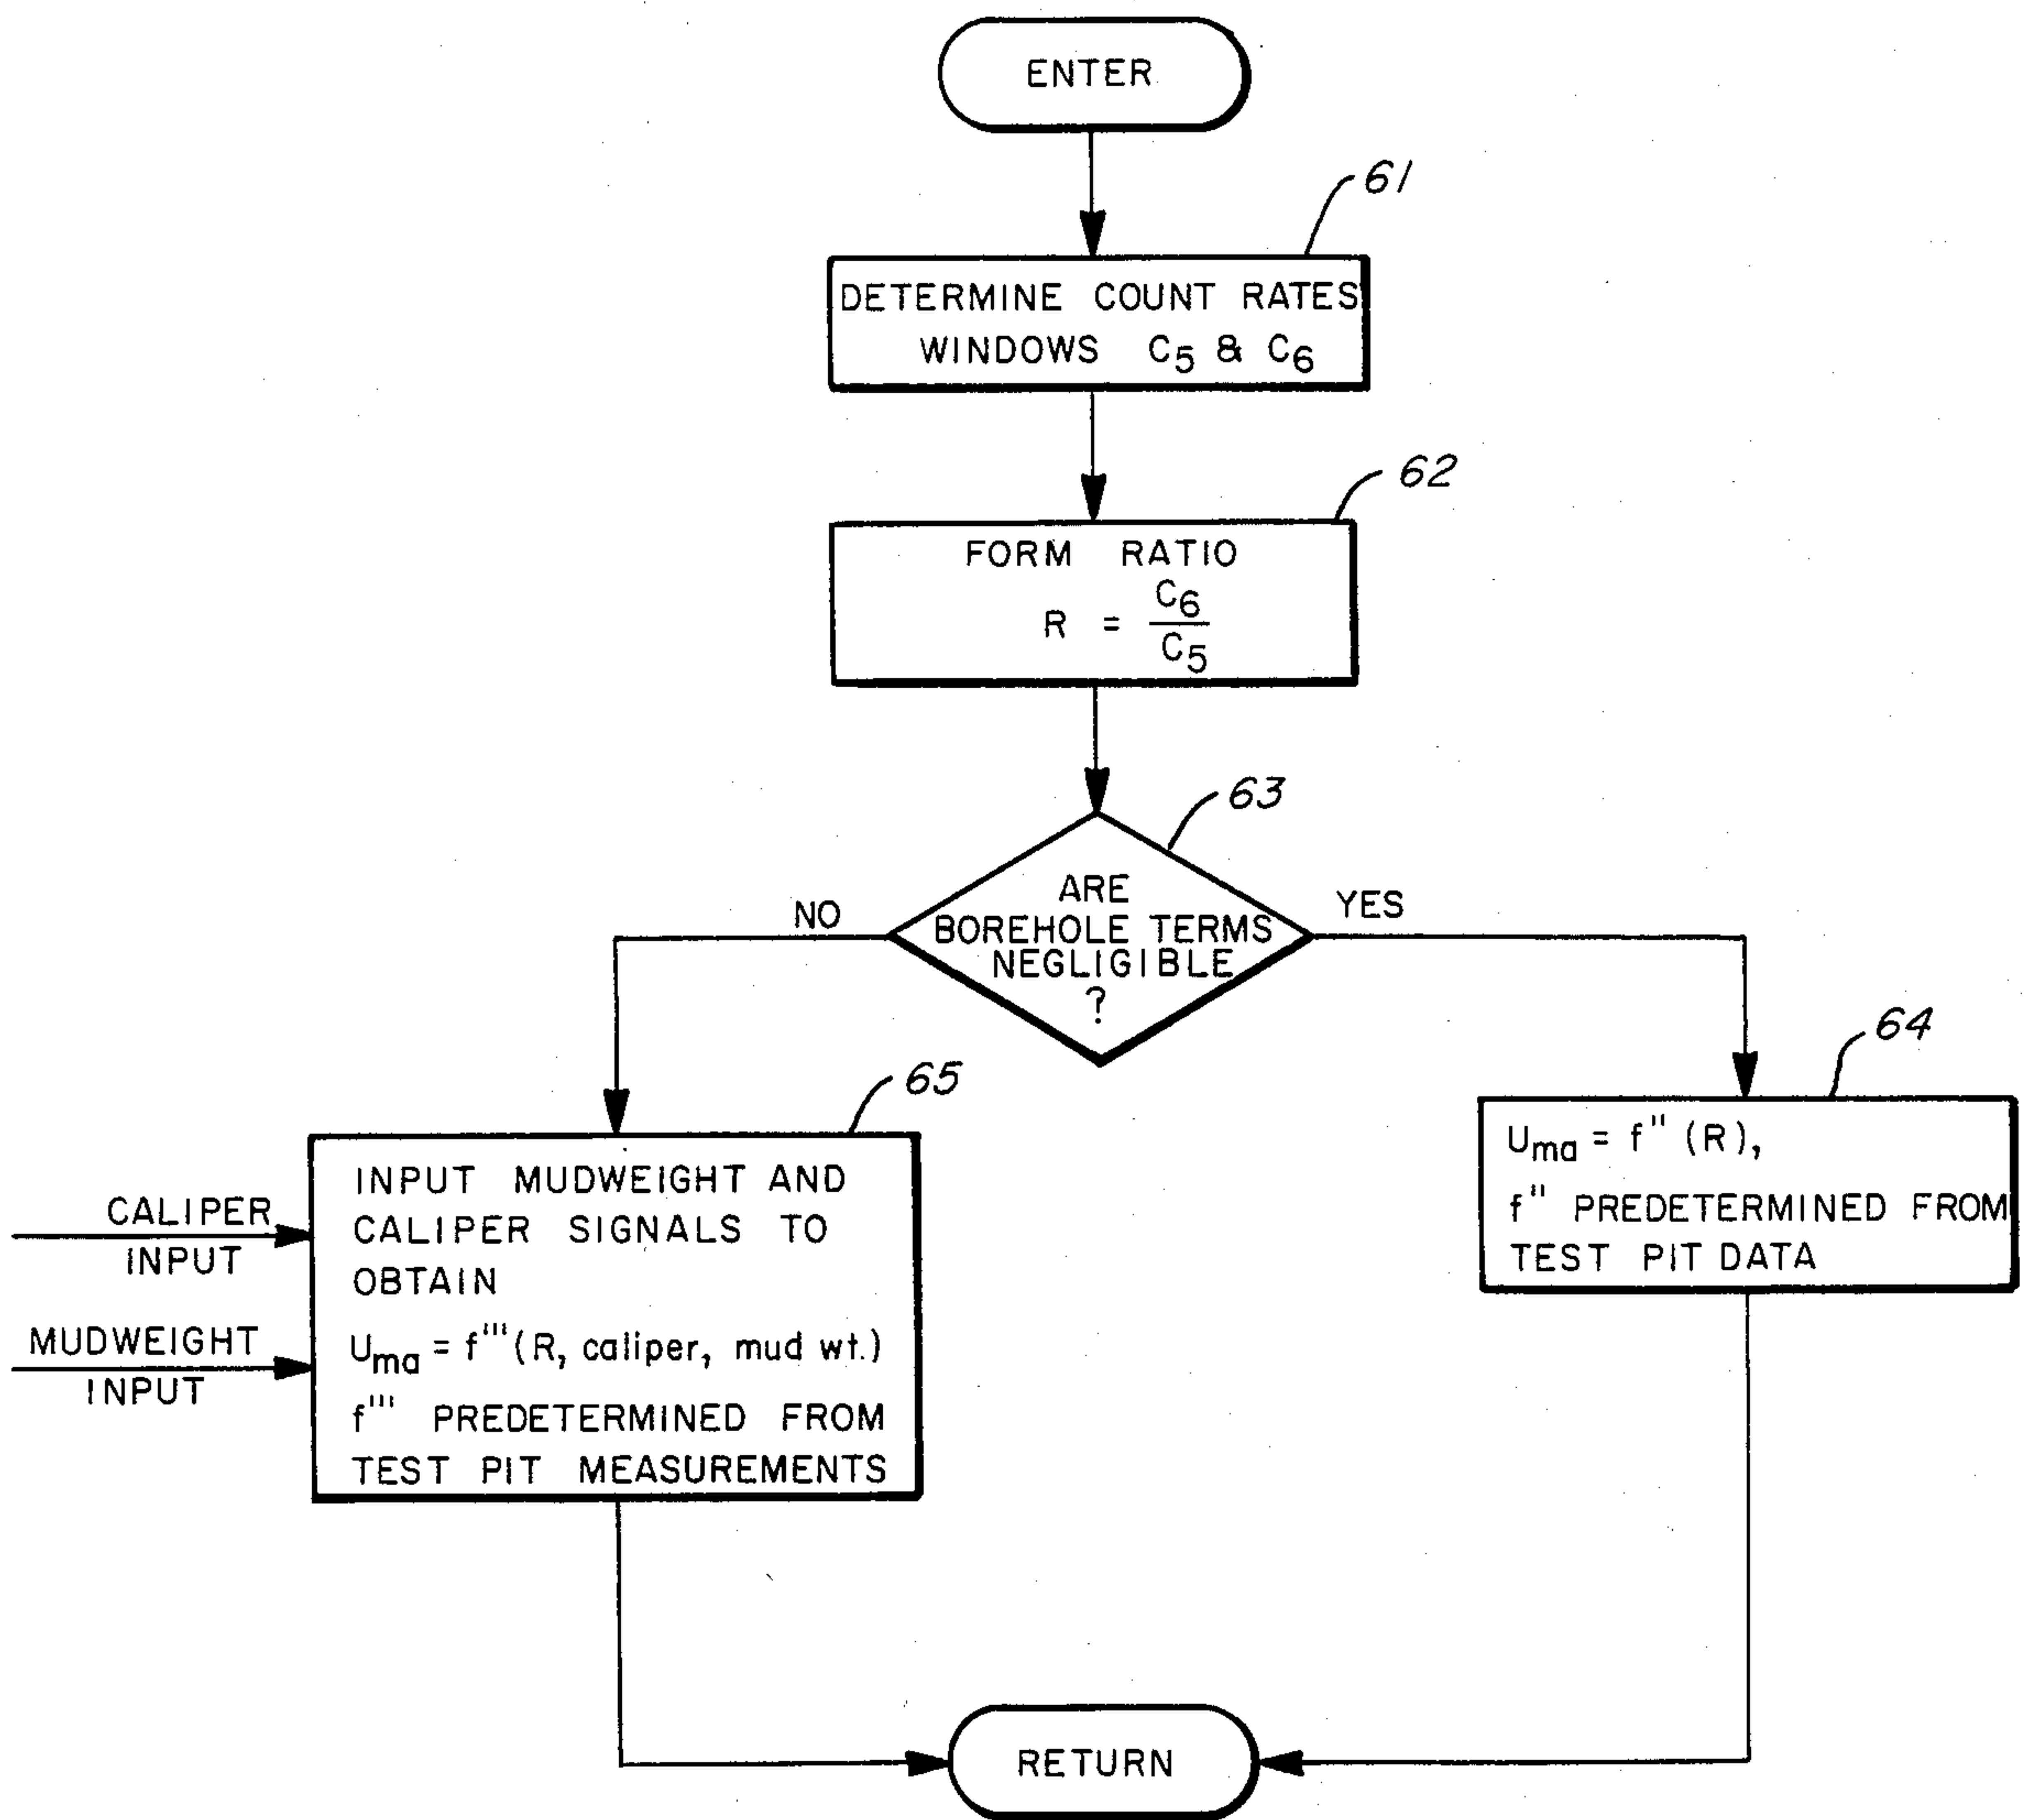 ENTER
61
DETERMINE COUNT RATES
WINDOWS C5 & C6
62
FORM RATIO
R = C6/C5
63
ARE
BOREHOLE TERMS
NEGLIGIBLE
?
NO
YES
64
Uma = f'' (R),
f'' PREDETERMINED FROM
TEST PIT DATA
65
INPUT MUDWEIGHT AND
CALIPER SIGNALS TO
OBTAIN
Uma = f''' (R, caliper, mud wt.)
f''' PREDETERMINED FROM
TEST PIT MEASUREMENTS
CALIPER
INPUT
MUDWEIGHT
INPUT
RETURN